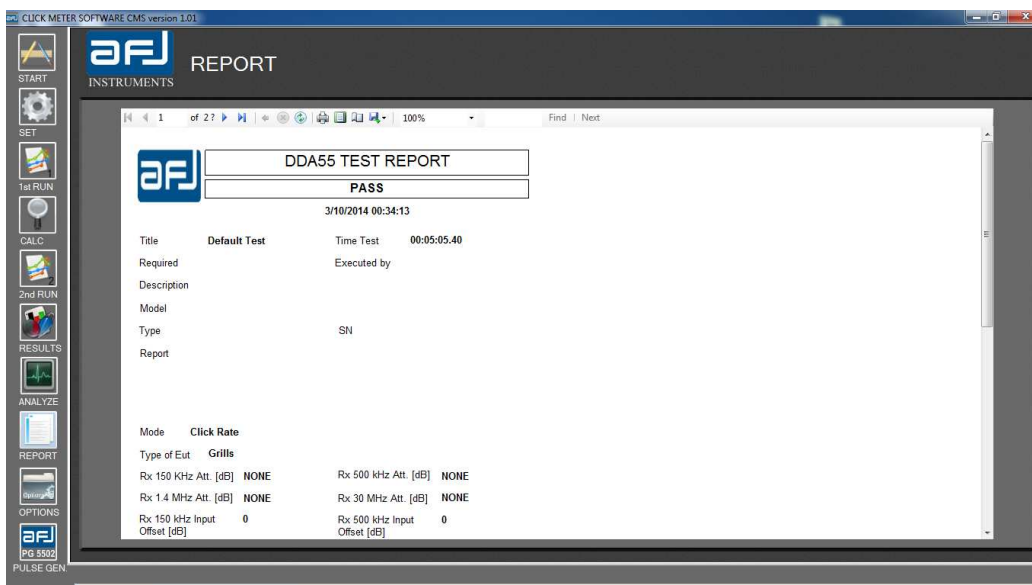 CLICK METER SOFTWARE CMS version 1.01
afj
INSTRUMENTS
REPORT
START
SET
1st RUN
CALC
2nd RUN
RESULTS
ANALYZE
REPORT
Options
OPTIONS
afj
PG 5502
PULSE GEN.
1 of 2 ? 100% Find | Next
afj
DDA55 TEST REPORT
PASS
3/10/2014 00:34:13
Title Default Test Time Test 00:05:05.40
Required Executed by
Description
Model
Type SN
Report
Mode Click Rate
Type of Eut Grills
Rx 150 KHz Att. [dB] NONE Rx 500 kHz Att. [dB] NONE
Rx 1.4 MHz Att. [dB] NONE Rx 30 MHz Att. [dB] NONE
Rx 150 kHz Input 0 Rx 500 kHz Input 0
Offset [dB] Offset [dB]